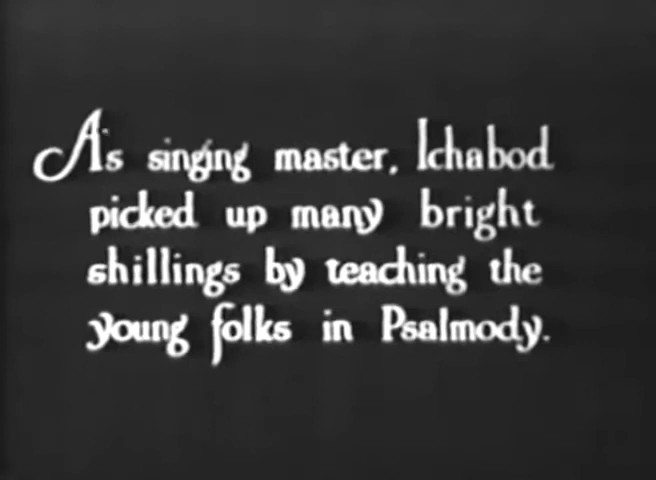 As singing master, Ichabod
picked up many bright
shillings by teaching the
young folks in Psalmody.